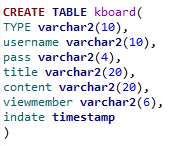 CREATE TABLE kboard(
TYPE varchar2(10),
username varchar2(10),
pass varchar2(4),
title varchar2(20),
content varchar2(20),
viewmember varchar2(6),
indate timestamp
)